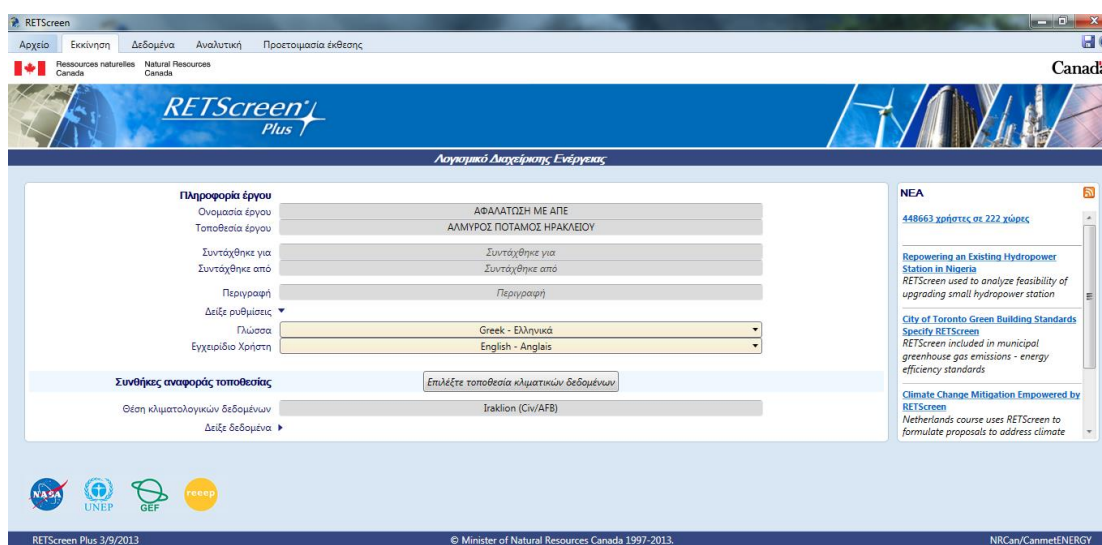 RETScreen
Αρχείο Εκκίνηση Δεδομένα Αναλυτική Προετοιμασία έκθεσης
Ressources naturelles Natural Resources
Canada Canada
Canada
RETScreen
Plus
Λογισμικό Διαχείρισης Ενέργειας
Πληροφορία έργου
Ονομασία έργου ΑΦΑΛΑΤΩΣΗ ΜΕ ΑΠΕ
Τοποθεσία έργου ΑΛΜΥΡΟΣ ΠΟΤΑΜΟΣ ΗΡΑΚΛΕΙΟΥ
Συντάχθηκε για Συντάχθηκε για
Συντάχθηκε από Συντάχθηκε από
Περιγραφή Περιγραφή
Δείξε ρυθμίσεις
Γλώσσα Greek - Ελληνικά
Εγχειρίδιο Χρήστη English - Anglais
Συνθήκες αναφοράς τοποθεσίας Επιλέξτε τοποθεσία κλιματικών δεδομένων
Θέση κλιματολογικών δεδομένων Iraklion (Civ/AFB)
Δείξε δεδομένα
ΝΕΑ
448663 χρήστες σε 222 χώρες
Repowering an Existing Hydropower
Station in Nigeria
RETScreen used to analyze feasibility of
upgrading small hydropower station
City of Toronto Green Building Standards
Specify RETScreen
RETScreen included in municipal
greenhouse gas emissions - energy
efficiency standards
Climate Change Mitigation Empowered by
RETScreen
Netherlands course uses RETScreen to
formulate proposals to address climate
NASA UNEP GEF reeep
RETScreen Plus 3/9/2013 © Minister of Natural Resources Canada 1997-2013. NRCan/CanmetENERGY